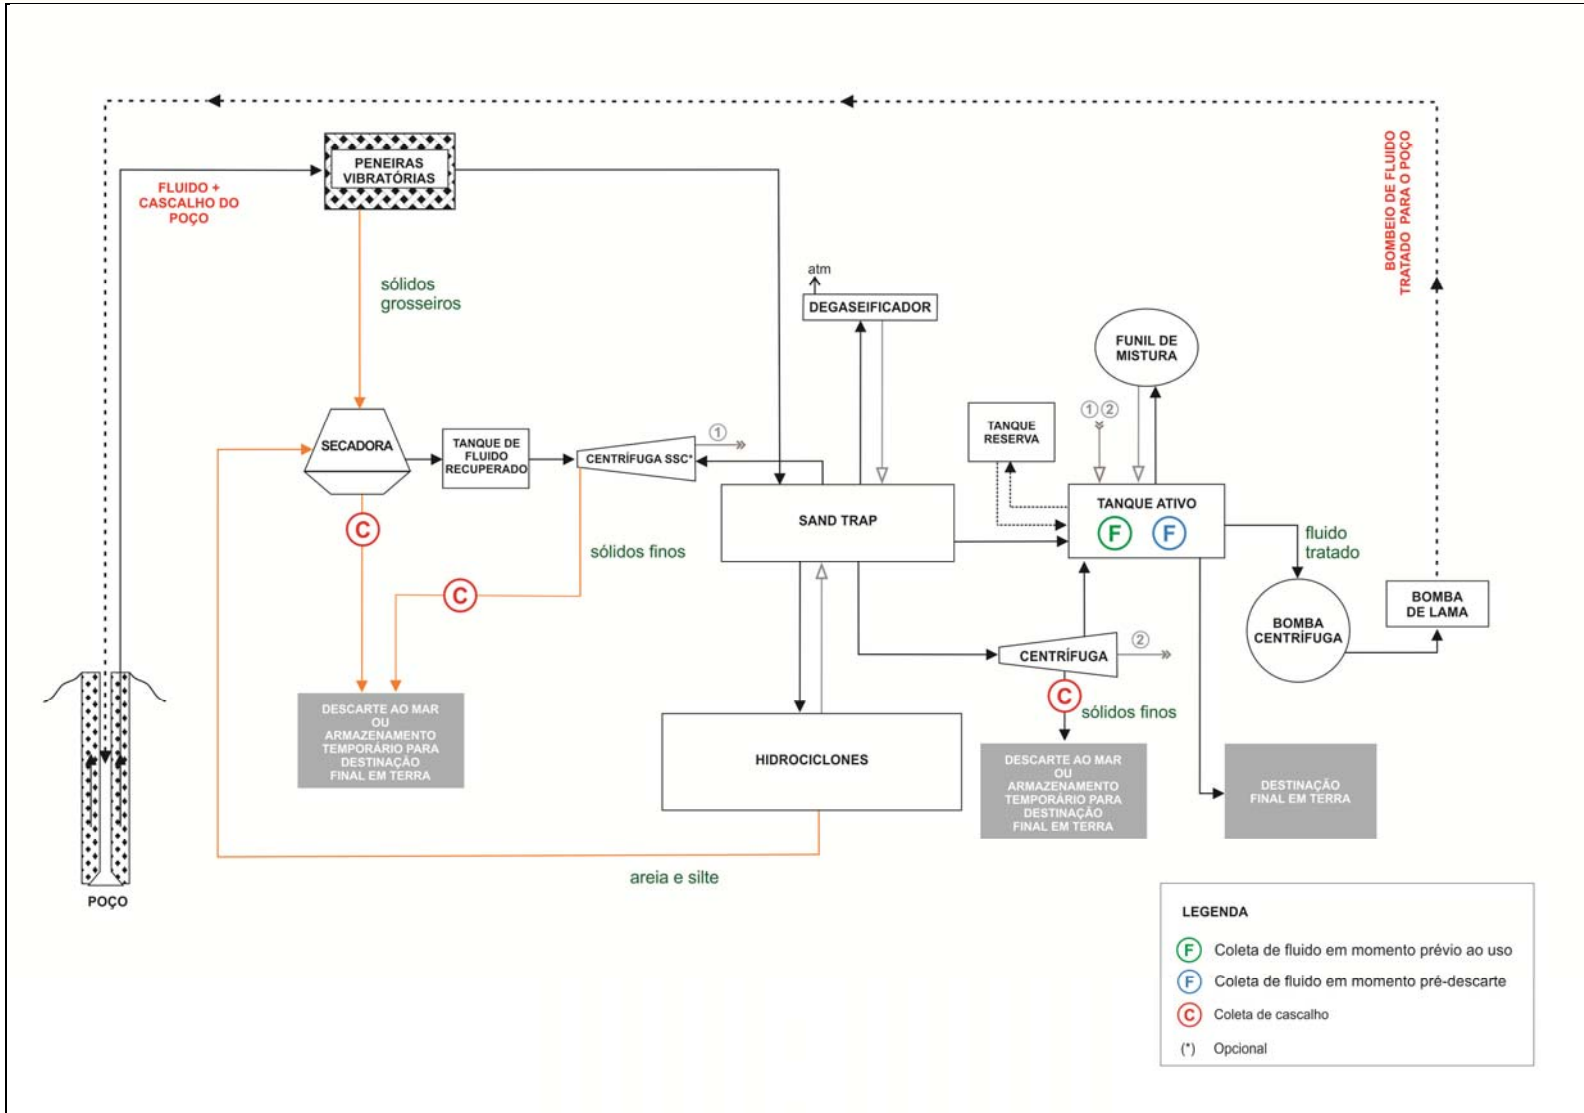 BOMBEIO DE FLUIDO
TRATADO PARA O POÇO
PENEIRAS
VIBRATÓRIAS
FLUIDO +
CASCALHO DO
POÇO
sólidos
grosseiros
atm
DEGASEIFICADOR
FUNIL DE
MISTURA
SECADORA
TANQUE DE
FLUIDO
RECUPERADO
CENTRÍFUGA SSC*
1
TANQUE
RESERVA
1 2
SAND TRAP
TANQUE ATIVO
F F
fluido
tratado
C
sólidos finos
C
BOMBA
CENTRÍFUGA
BOMBA
DE LAMA
CENTRÍFUGA
2
C
sólidos finos
DESCARTE AO MAR
OU
ARMAZENAMENTO
TEMPORÁRIO PARA
DESTINAÇÃO
FINAL EM TERRA
HIDROCICLONES
DESCARTE AO MAR
OU
ARMAZENAMENTO
TEMPORÁRIO PARA
DESTINAÇÃO
FINAL EM TERRA
DESTINAÇÃO
FINAL EM TERRA
areia e silte
POÇO
LEGENDA
F Coleta de fluido em momento prévio ao uso
F Coleta de fluido em momento pré-descarte
C Coleta de cascalho
(*) Opcional